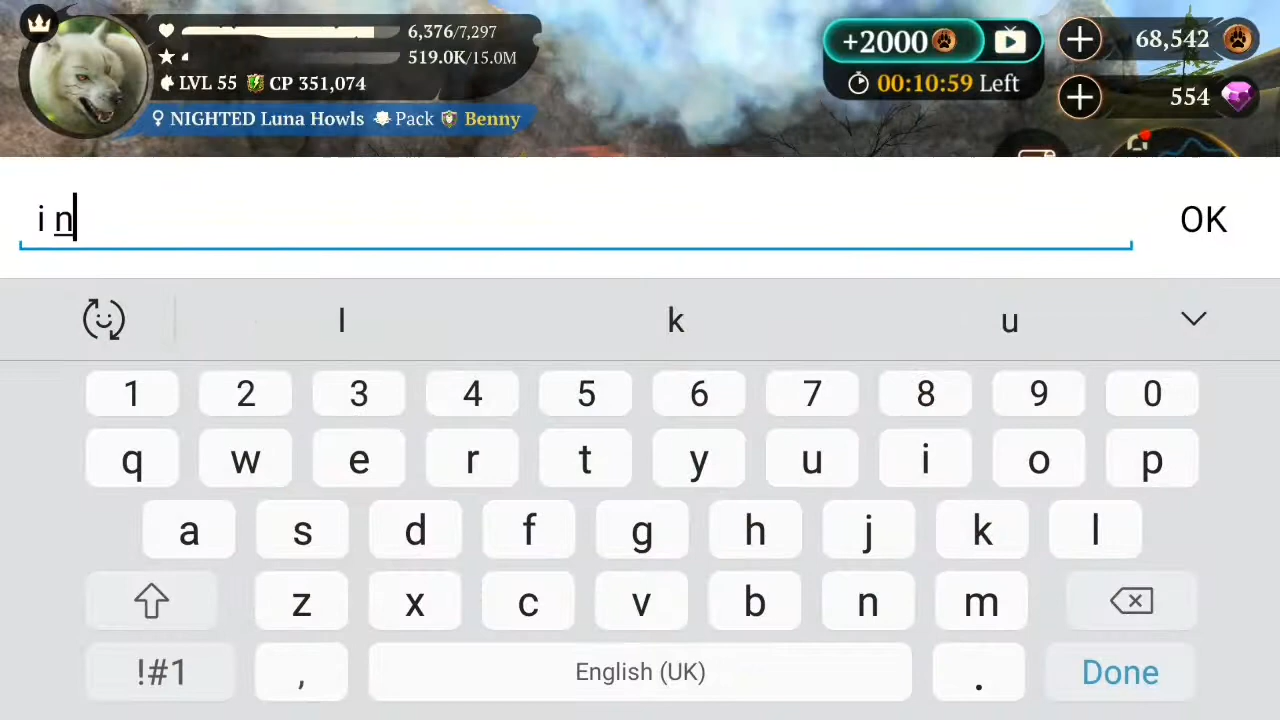 6,376/7,297
519.0K/15.0M
LVL 55 CP 351,074
NIGHTED Luna Howls Pack Benny
+2000
00:10:59 Left
68,542
554
i n
OK
I k u
1 2 3 4 5 6 7 8 9 0
q w e r t y u i o p
a s d f g h j k l
z x c v b n m
!#1 , English (UK) . Done